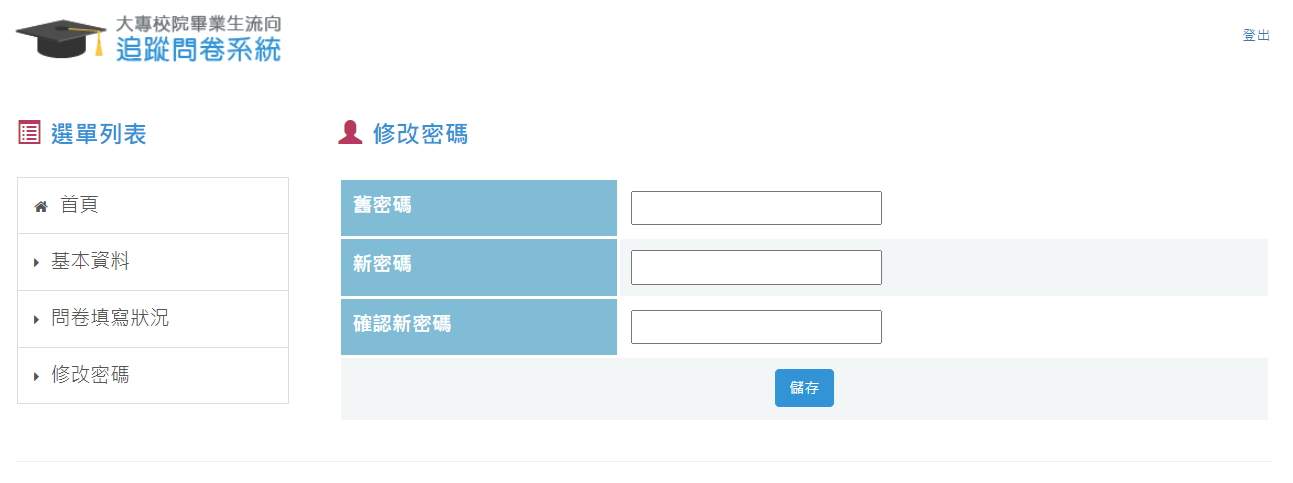 大專校院畢業生流向
追蹤問卷系統
登出
選單列表
首頁
基本資料
問卷填寫狀況
修改密碼
修改密碼
舊密碼
新密碼
確認新密碼
儲存